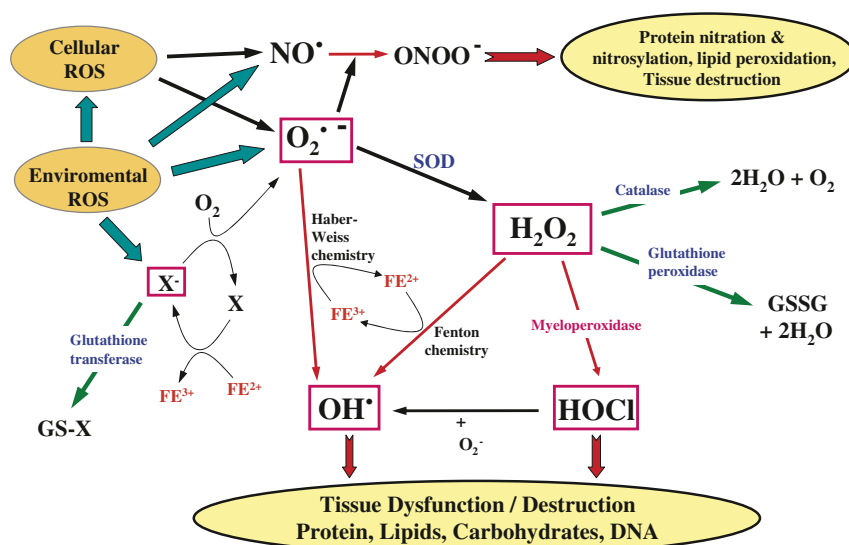 Cellular
ROS
NO•
ONOO⁻
Protein nitration &
nitrosylation, lipid peroxidation,
Tissue destruction
O₂•⁻
SOD
Enviromental
ROS
Catalase
2H₂O + O₂
O₂
Haber-
Weiss
chemistry
H₂O₂
Glutathione
peroxidase
X⁻
X
FE²⁺
FE³⁺
GSSG
+ 2H₂O
Glutathione
transferase
Fenton
chemistry
Myeloperoxidase
FE³⁺
FE²⁺
GS-X
OH•
+
O₂⁻
HOCl
Tissue Dysfunction / Destruction
Protein, Lipids, Carbohydrates, DNA